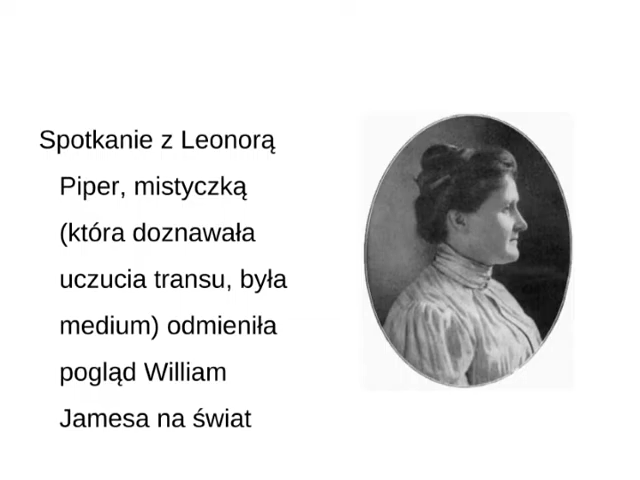 Spotkanie z Leonorą
Piper, mistyczką
(która doznawała
uczucia transu, była
medium) odmieniła
pogląd William
Jamesa na świat